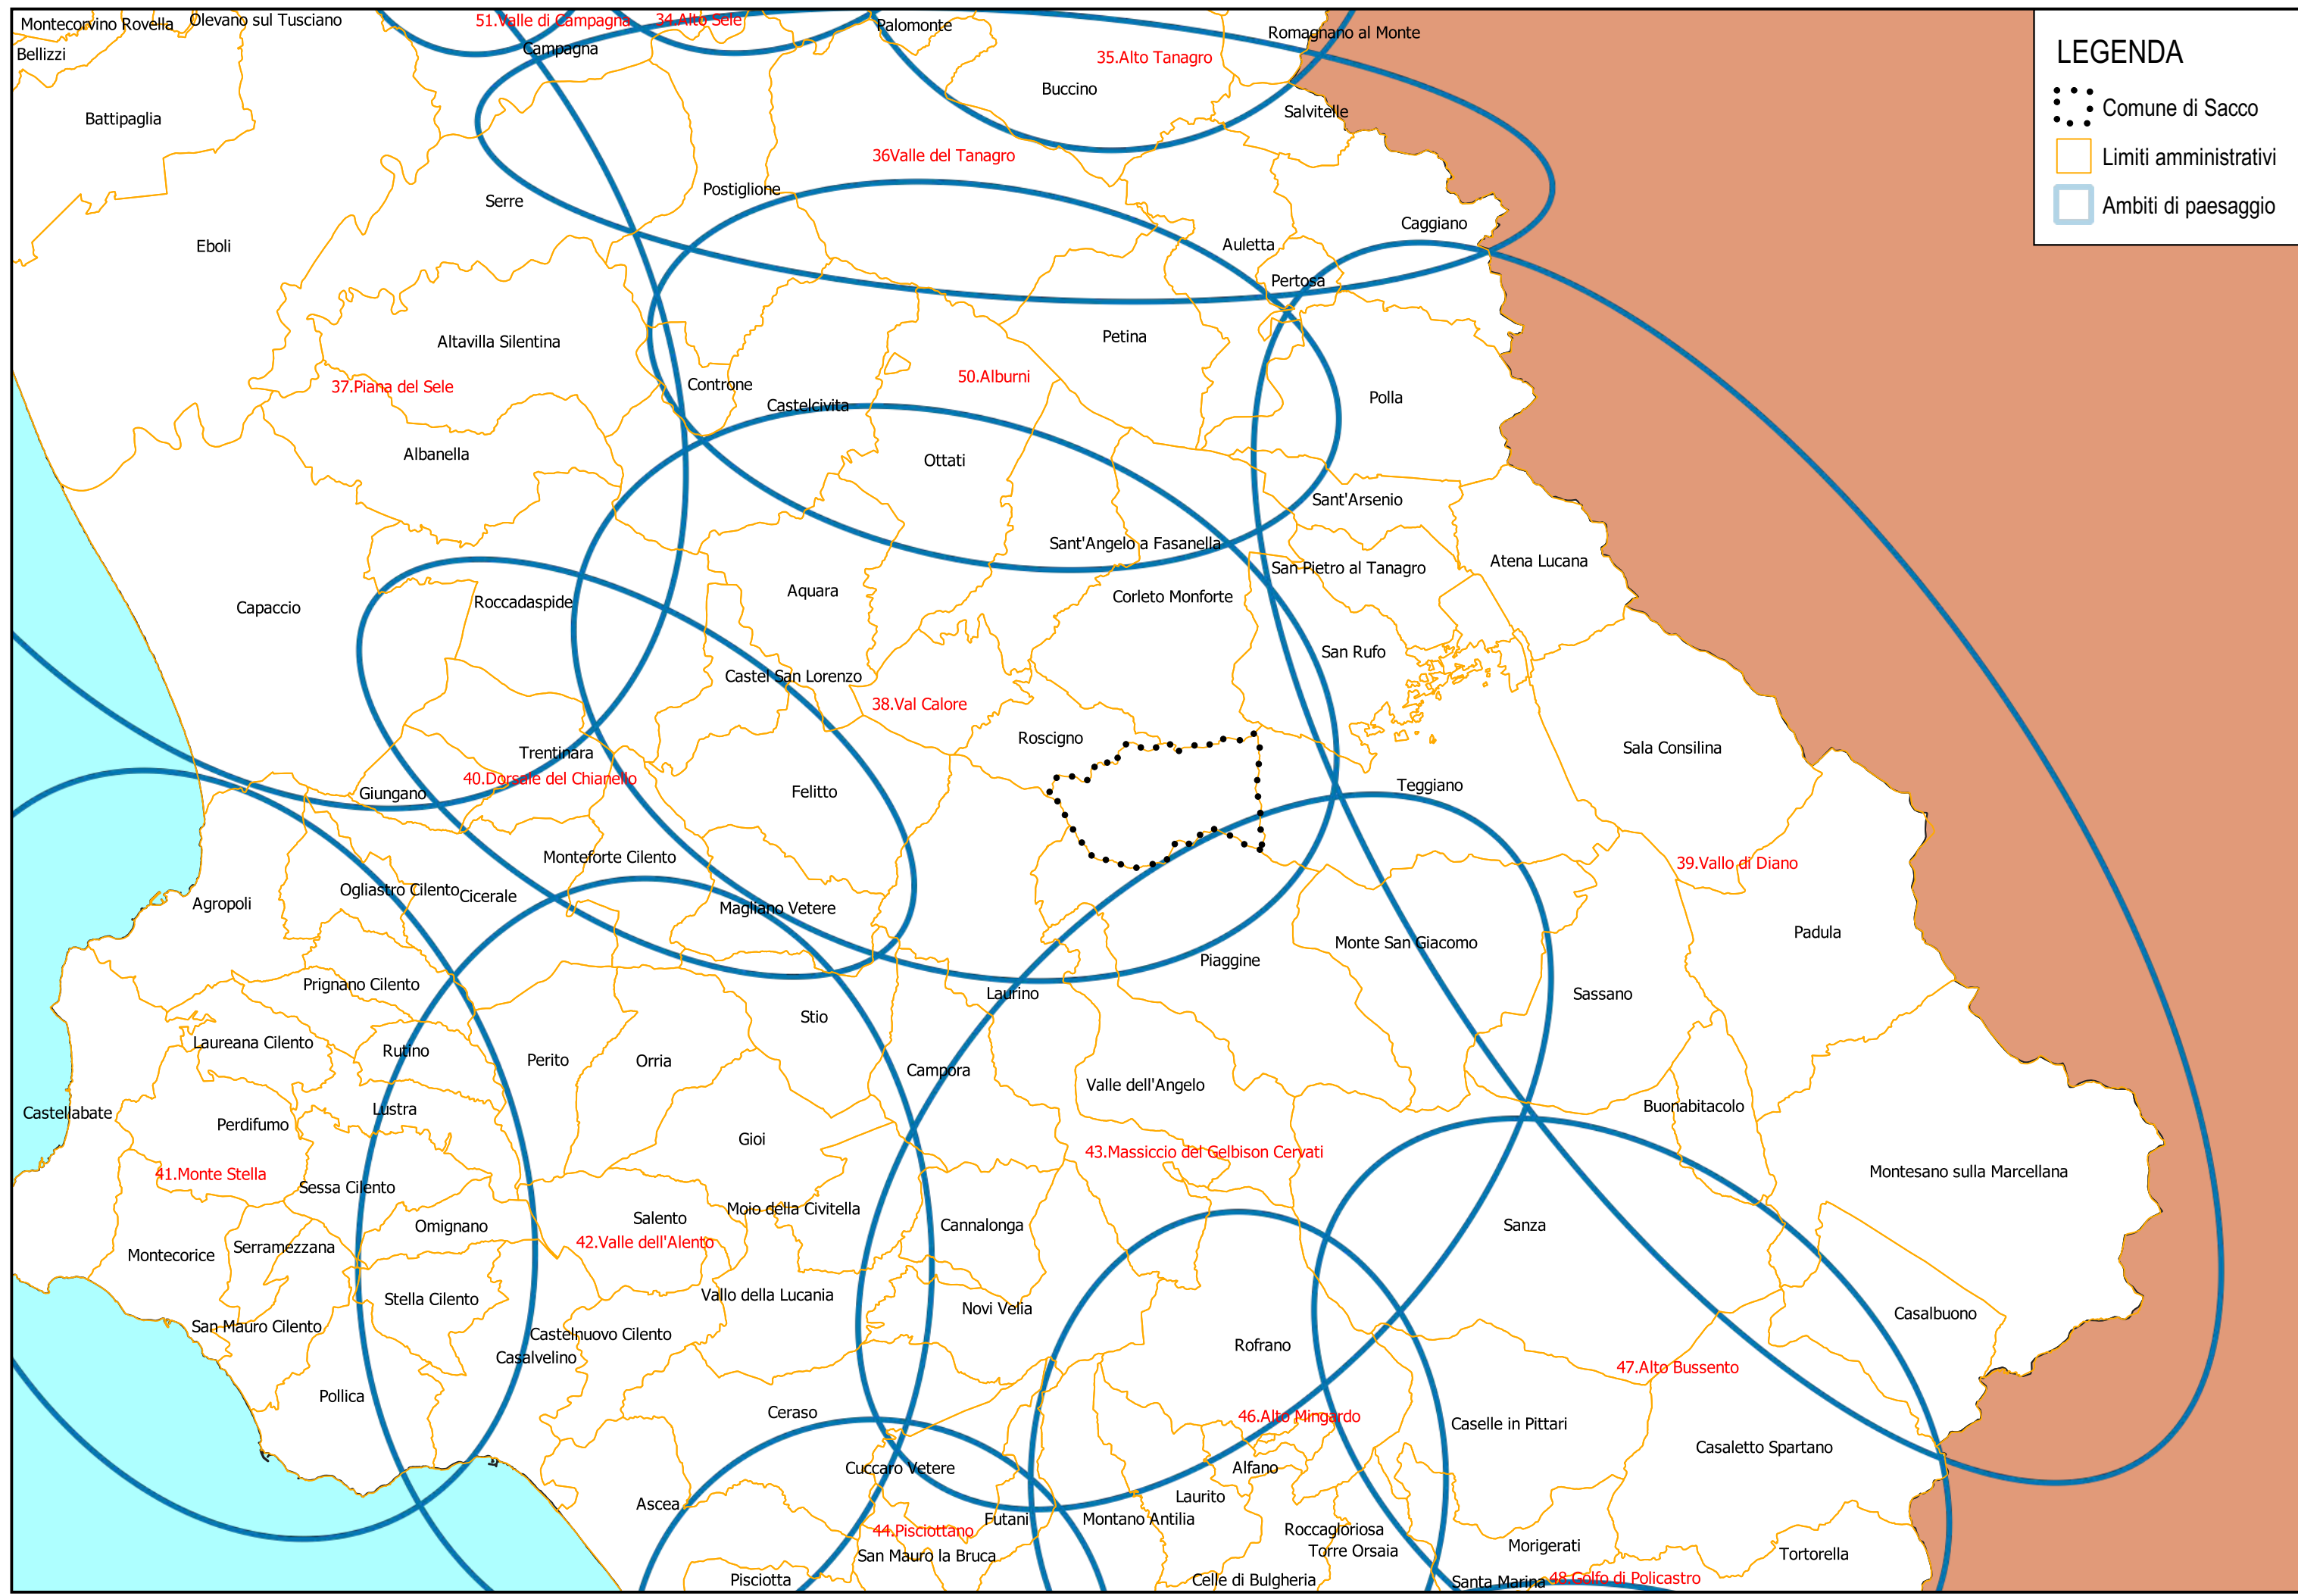 Montecorvino Rovella
Olevano sul Tusciano
51.Valle di Campagna
34.Alto Sele
Palomonte
Romagnano al Monte
Bellizzi
Campagna
35.Alto Tanagro
Buccino
Battipaglia
Salvitelle
36Valle del Tanagro
Postiglione
Serre
Caggiano
Eboli
Auletta
Pertosa
Altavilla Silentina
Petina
37.Piana del Sele
Controne
50.Alburni
Castelcivita
Polla
Albanella
Ottati
Sant'Arsenio
Sant'Angelo a Fasanella
Atena Lucana
San Pietro al Tanagro
Capaccio
Roccadaspide
Aquara
Corleto Monforte
San Rufo
Castel San Lorenzo
38.Val Calore
Roscigno
Sala Consilina
Trentinara
40.Dorsale del Chianello
Giungano
Felitto
Teggiano
Monteforte Cilento
39.Vallo di Diano
Agropoli
Ogliastro Cilento
Cicerale
Magliano Vetere
Padula
Monte San Giacomo
Piaggine
Prignano Cilento
Laurino
Sassano
Stio
Laureana Cilento
Rutino
Perito
Orria
Campora
Valle dell'Angelo
Castellabate
Lustra
Buonabitacolo
Perdifumo
Gioi
43.Massiccio del Gelbison Cervati
41.Monte Stella
Sessa Cilento
Montesano sulla Marcellana
Moio della Civitella
Salento
Omignano
Cannalonga
Sanza
42.Valle dell'Alento
Montecorice
Serramezzana
Stella Cilento
Vallo della Lucania
Novi Velia
Casalbuono
San Mauro Cilento
Castelnuovo Cilento
Rofrano
Casalvelino
47.Alto Bussento
Pollica
Ceraso
46.Alto Mingardo
Caselle in Pittari
Casaletto Spartano
Cuccaro Vetere
Alfano
Ascea
Laurito
44.Pisciottano
Futani
Montano Antilia
Roccagloriosa
San Mauro la Bruca
Torre Orsaia
Morigerati
Tortorella
Pisciotta
Celle di Bulgheria
Santa Marina
48 Golfo di Policastro
LEGENDA
Comune di Sacco
Limiti amministrativi
Ambiti di paesaggio